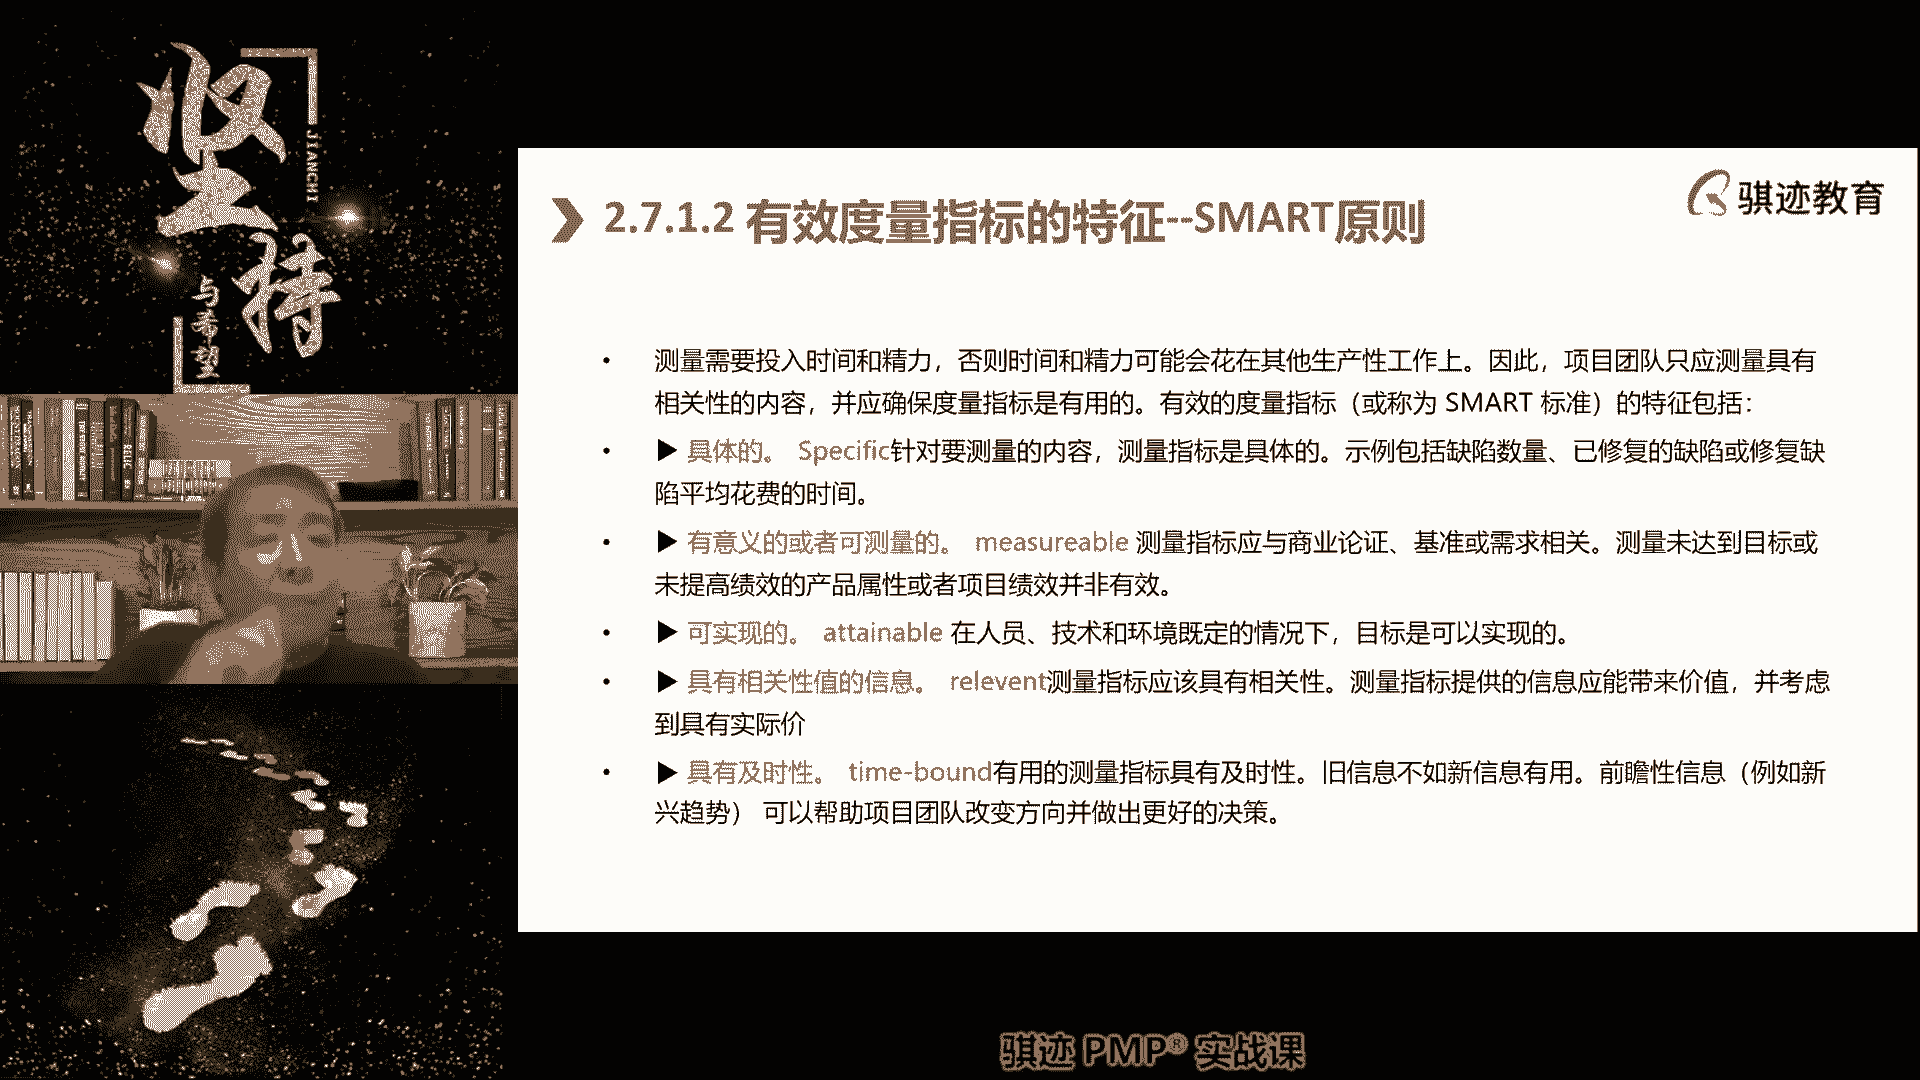 坚持
JIANCHI
与希望
骐迹教育
2.7.1.2 有效度量指标的特征--SMART原则
• 测量需要投入时间和精力，否则时间和精力可能会花在其他生产性工作上。因此，项目团队只应测量具有
相关性的内容，并应确保度量指标是有用的。有效的度量指标（或称为 SMART 标准）的特征包括：
• ▶ 具体的。 Specific针对要测量的内容，测量指标是具体的。示例包括缺陷数量、已修复的缺陷或修复缺
陷平均花费的时间。
• ▶ 有意义的或者可测量的。 measureable 测量指标应与商业论证、基准或需求相关。测量未达到目标或
未提高绩效的产品属性或者项目绩效并非有效。
• ▶ 可实现的。 attainable 在人员、技术和环境既定的情况下，目标是可以实现的。
• ▶ 具有相关性值的信息。 relevent测量指标应该具有相关性。测量指标提供的信息应能带来价值，并考虑
到具有实际价
• ▶ 具有及时性。 time-bound有用的测量指标具有及时性。旧信息不如新信息有用。前瞻性信息（例如新
兴趋势） 可以帮助项目团队改变方向并做出更好的决策。
骐迹 PMP® 实战课